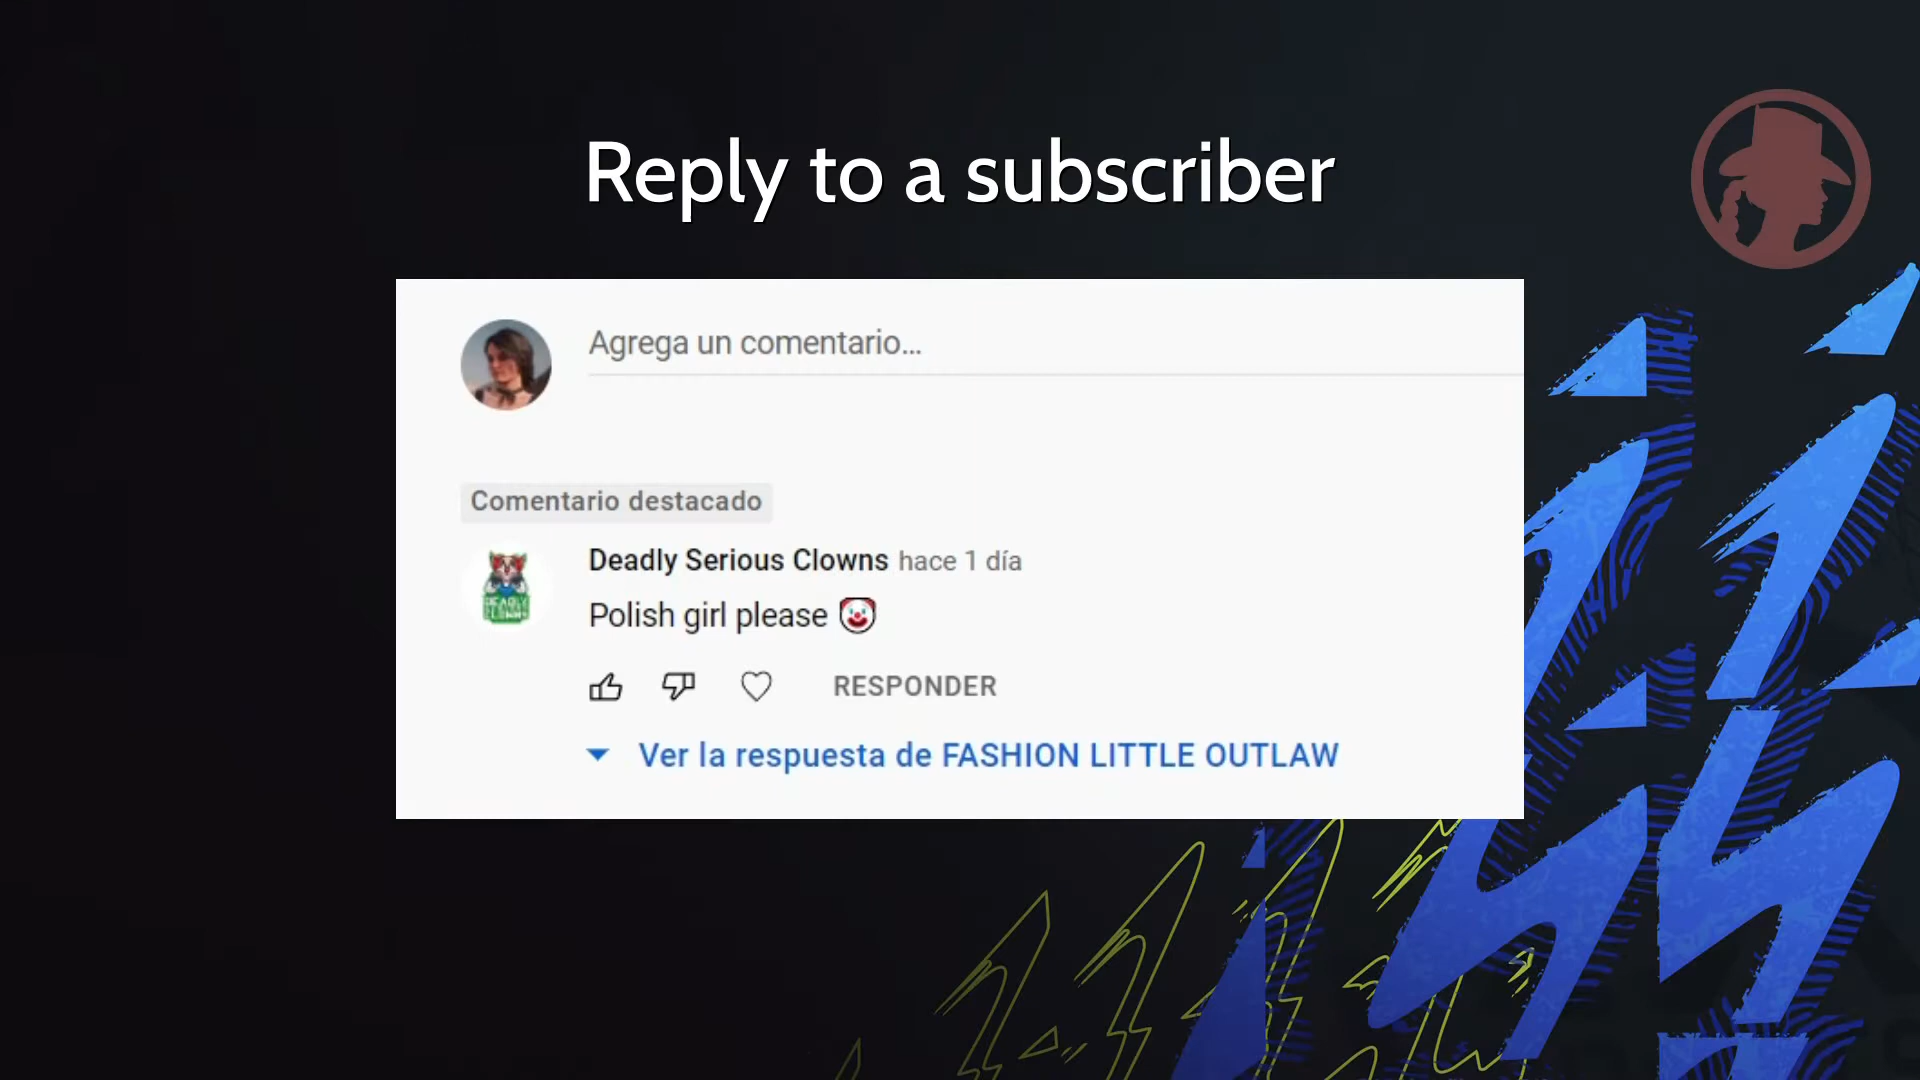 Reply to a subscriber
Agrega un comentario...
Comentario destacado
Deadly Serious Clowns hace 1 día
Polish girl please 🤡
RESPONDER
Ver la respuesta de FASHION LITTLE OUTLAW